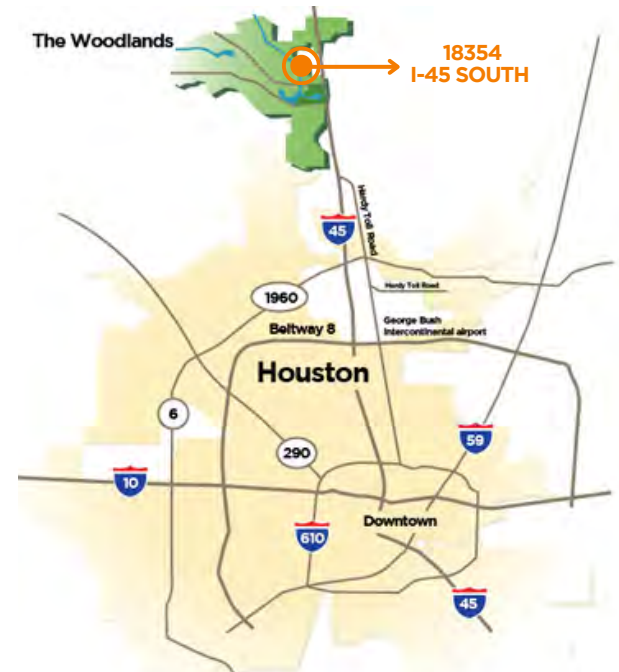 The Woodlands
18354
I-45 SOUTH
45
Hardy Toll Road
1960
Hardy Toll Road
George Bush
Intercontinental airport
Beltway 8
Houston
6
59
290
10
Downtown
610
45